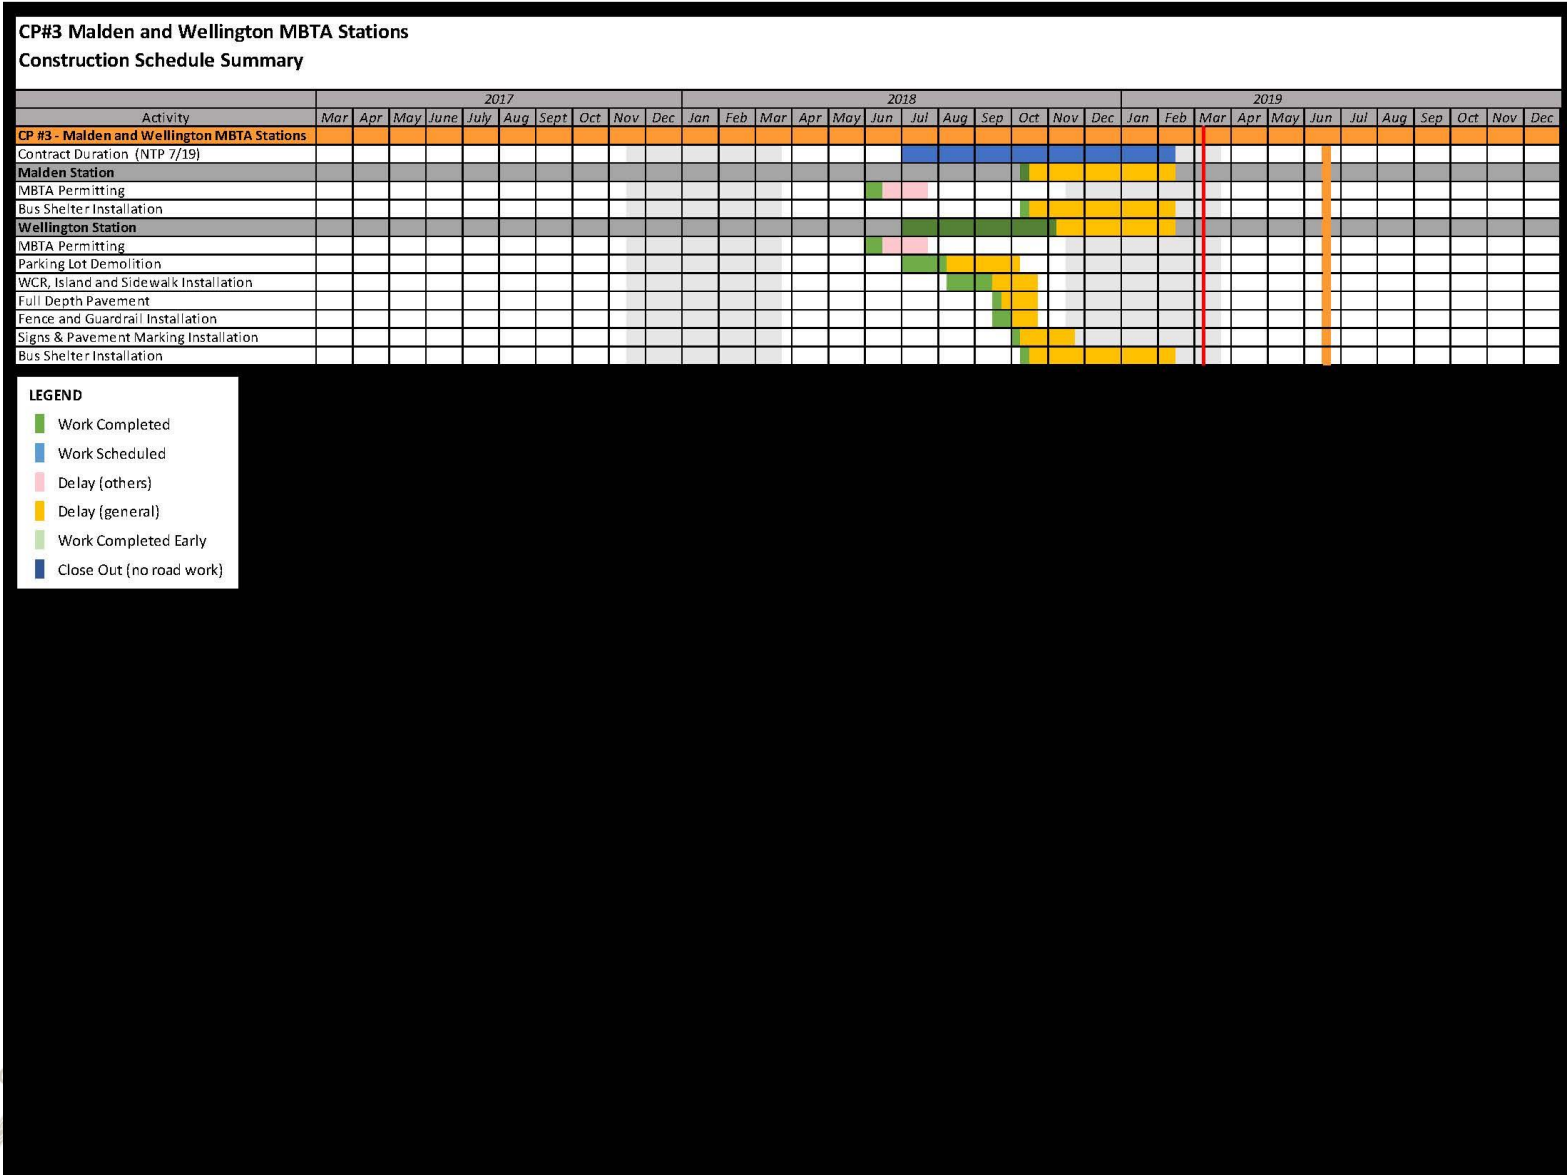 CP#3 Malden and Wellington MBTA Stations
Construction Schedule Summary
2017 2018 2019
Activity Mar Apr May June July Aug Sept Oct Nov Dec Jan Feb Mar Apr May Jun Jul Aug Sep Oct Nov Dec Jan Feb Mar Apr May Jun Jul Aug Sep Oct Nov Dec
CP #3 - Malden and Wellington MBTA Stations
Contract Duration (NTP 7/19)
Malden Station
MBTA Permitting
Bus Shelter Installation
Wellington Station
MBTA Permitting
Parking Lot Demolition
WCR, Island and Sidewalk Installation
Full Depth Pavement
Fence and Guardrail Installation
Signs & Pavement Marking Installation
Bus Shelter Installation
LEGEND
Work Completed
Work Scheduled
Delay (others)
Delay (general)
Work Completed Early
Close Out (no road work)